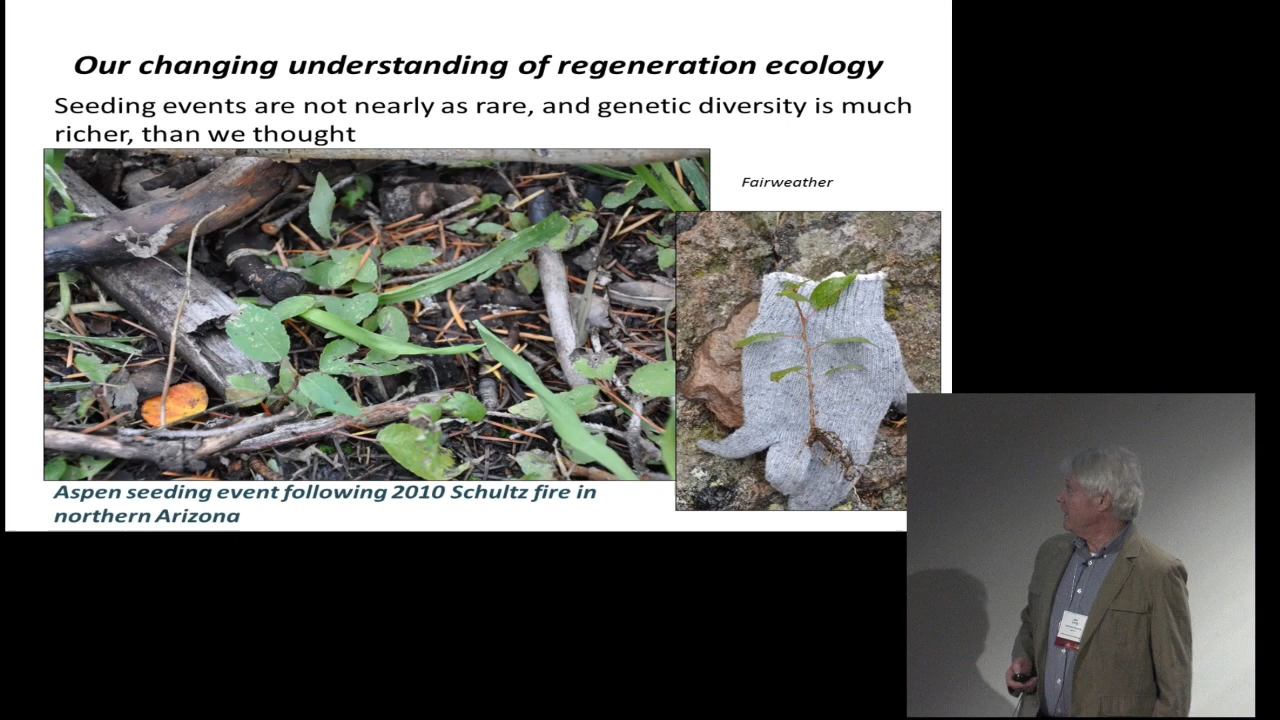 Our changing understanding of regeneration ecology
Seeding events are not nearly as rare, and genetic diversity is much
richer, than we thought
Fairweather
Aspen seeding event following 2010 Schultz fire in
northern Arizona